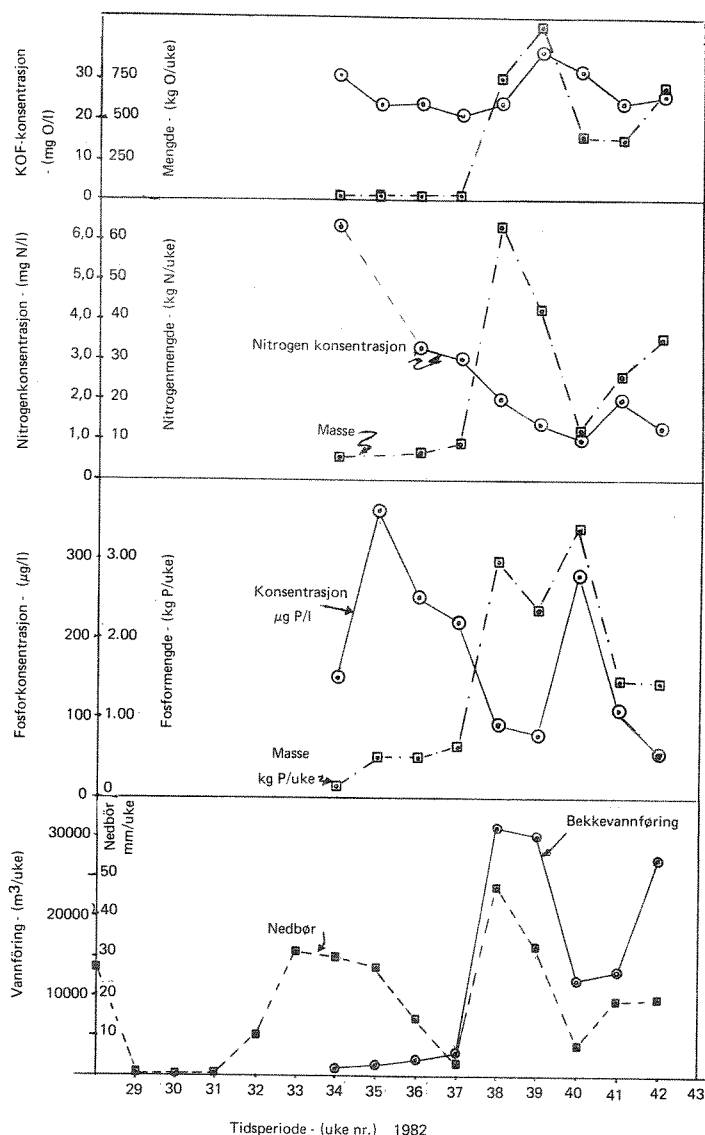 KOF-konsentrasjon
- (mg O/l)
Mengde - (kg O/uke)
30
20
10
0
750
500
250
Nitrogenkonsentrasjon - (mg N/l)
Nitrogenmengde - (kg N/uke)
6,0
5,0
4,0
3,0
2,0
1,0
0
60
50
40
30
20
10
Nitrogen konsentrasjon
Masse
Fosforkonsentrasjon - (µg/l)
Fosformengde - (kg P/uke)
300
200
100
0
3.00
2.00
1.00
0
Konsentrasjon
µg P/l
Masse
kg P/uke
Vannföring - (m3/uke)
Nedbör
mm/uke
30000
20000
10000
50
40
30
20
10
Nedbør
Bekkevannføring
29 30 31 32 33 34 35 36 37 38 39 40 41 42 43
Tidsperiode - (uke nr.) 1982